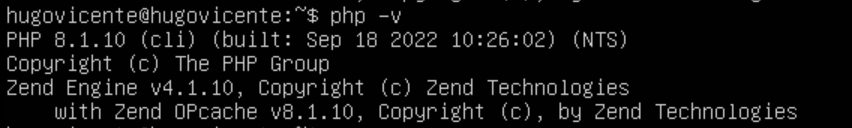 hugovicente@hugovicente:~$ php -v
PHP 8.1.10 (cli) (built: Sep 18 2022 10:26:02) (NTS)
Copyright (c) The PHP Group
Zend Engine v4.1.10, Copyright (c) Zend Technologies
    with Zend OPcache v8.1.10, Copyright (c), by Zend Technologies